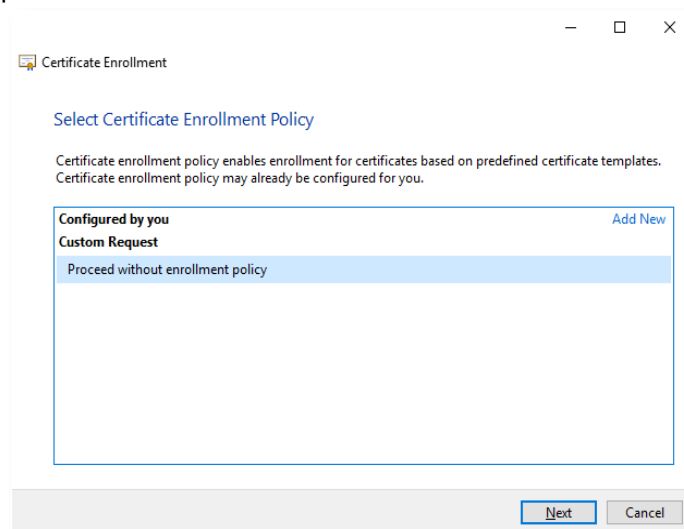 Certificate Enrollment
Select Certificate Enrollment Policy
Certificate enrollment policy enables enrollment for certificates based on predefined certificate templates.
Certificate enrollment policy may already be configured for you.
Configured by you Add New
Custom Request
Proceed without enrollment policy
Next Cancel